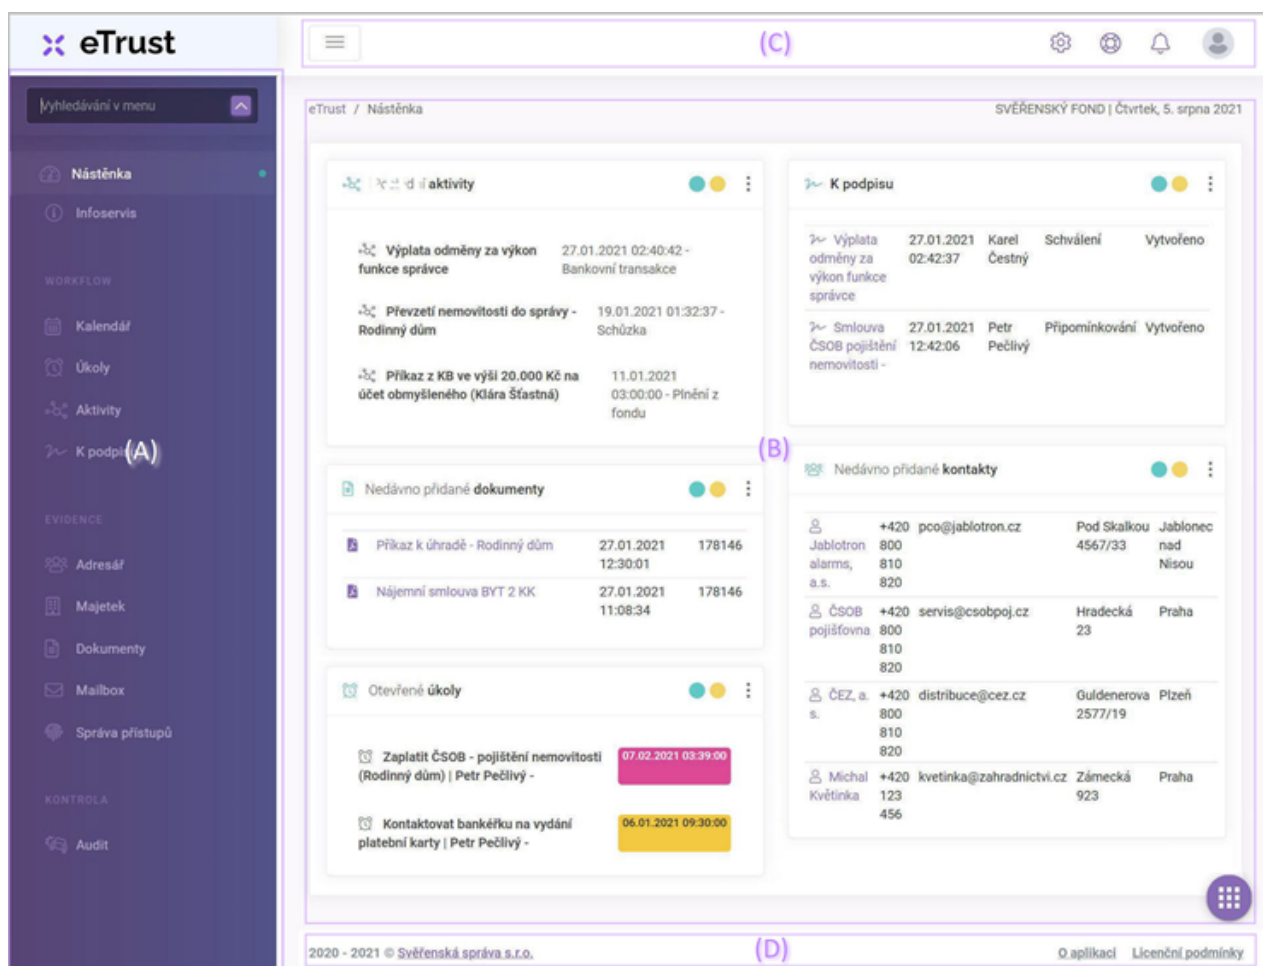 eTrust
(C)
Vyhledávání v menu
eTrust / Nástěnka
SVĚŘENSKÝ FOND | Čtvrtek, 5. srpna 2021
Nástěnka
Infoservis
WORKFLOW
Kalendář
Úkoly
Aktivity
K podpisu
(A)
EVIDENCE
Adresář
Majetek
Dokumenty
Mailbox
Správa přístupů
KONTROLA
Audit
aktivity
Výplata odměny za výkon
funkce správce
27.01.2021 02:40:42 -
Bankovní transakce
Převzetí nemovitosti do správy -
Rodinný dům
19.01.2021 01:32:37 -
Schůzka
Příkaz z KB ve výši 20.000 Kč na
účet obmyšleného (Klára Šťastná)
11.01.2021
03:00:00 - Plnění z
fondu
Nedávno přidané dokumenty
Příkaz k úhradě - Rodinný dům
27.01.2021
12:30:01
178146
Nájemní smlouva BYT 2 KK
27.01.2021
11:08:34
178146
Otevřené úkoly
Zaplatit ČSOB - pojištění nemovitosti
(Rodinný dům) | Petr Pečlivý -
07.02.2021 03:39:00
Kontaktovat bankéřku na vydání
platební karty | Petr Pečlivý -
06.01.2021 09:30:00
(B)
K podpisu
Výplata
odměny za
výkon funkce
správce
27.01.2021
02:42:37
Karel
Čestný
Schválení
Vytvořeno
Smlouva
ČSOB pojištění
nemovitosti -
27.01.2021
12:42:06
Petr
Pečlivý
Připomínkování
Vytvořeno
Nedávno přidané kontakty
Jablotron
alarms,
a.s.
+420
800
810
820
pco@jablotron.cz
Pod Skalkou
4567/33
Jablonec
nad
Nisou
ČSOB
pojišťovna
+420
800
810
820
servis@csobpoj.cz
Hradecká
23
Praha
ČEZ, a.
s.
+420
800
810
820
distribuce@cez.cz
Guldenerova
2577/19
Plzeň
Michal
Květinka
+420
123
456
kvetinka@zahradnictvi.cz
Zámecká
923
Praha
2020 - 2021 © Svěřenská správa s.r.o.
(D)
O aplikaci
Licenční podmínky